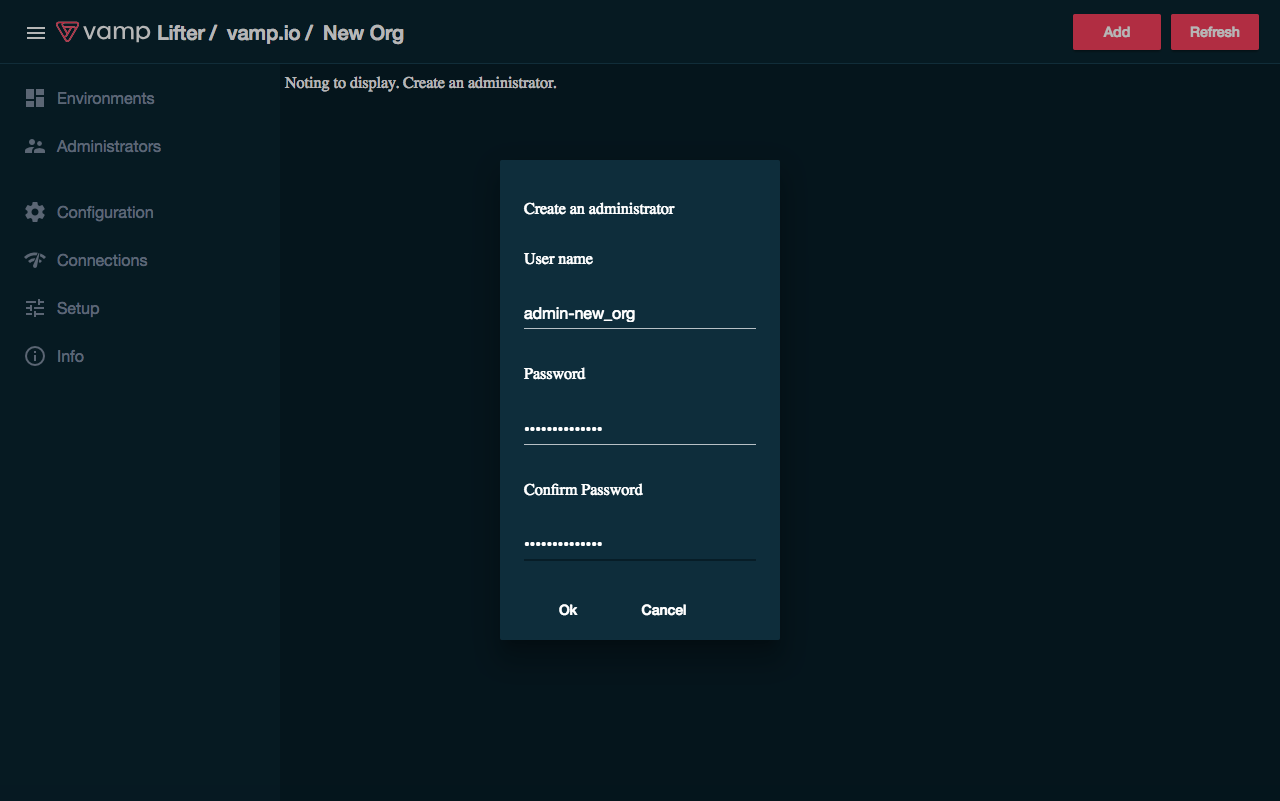 vamp Lifter / vamp.io / New Org
Add
Refresh
Environments
Administrators
Configuration
Connections
Setup
Info
Noting to display. Create an administrator.
Create an administrator
User name
admin-new_org
Password
••••••••••••••
Confirm Password
••••••••••••••
Ok
Cancel